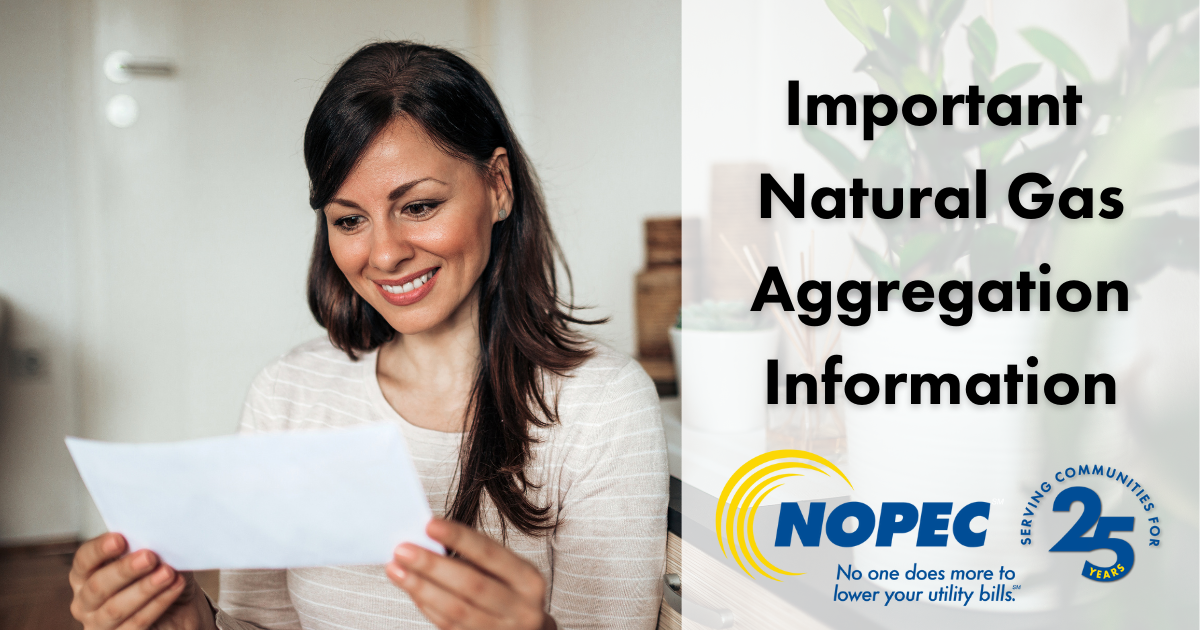 Important
Natural Gas
Aggregation
Information
NOPEC
No one does more to
lower your utility bills.℠
SERVING COMMUNITIES FOR
25
YEARS